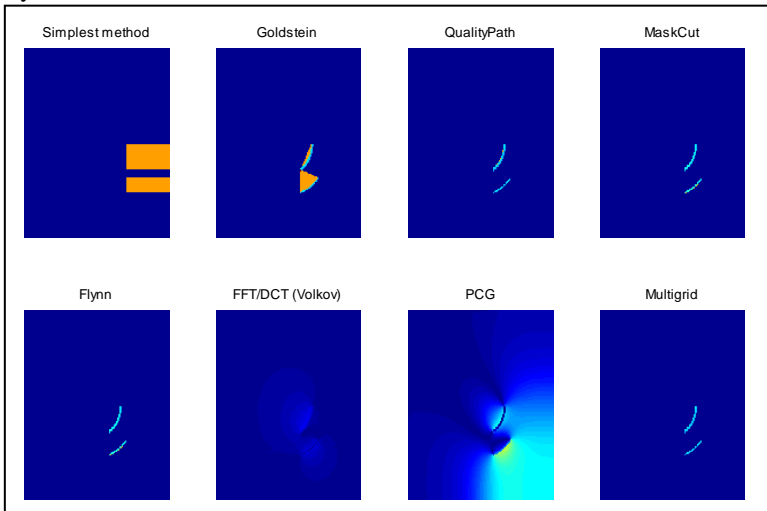 Simplest method
Goldstein
QualityPath
MaskCut
Flynn
FFT/DCT (Volkov)
PCG
Multigrid